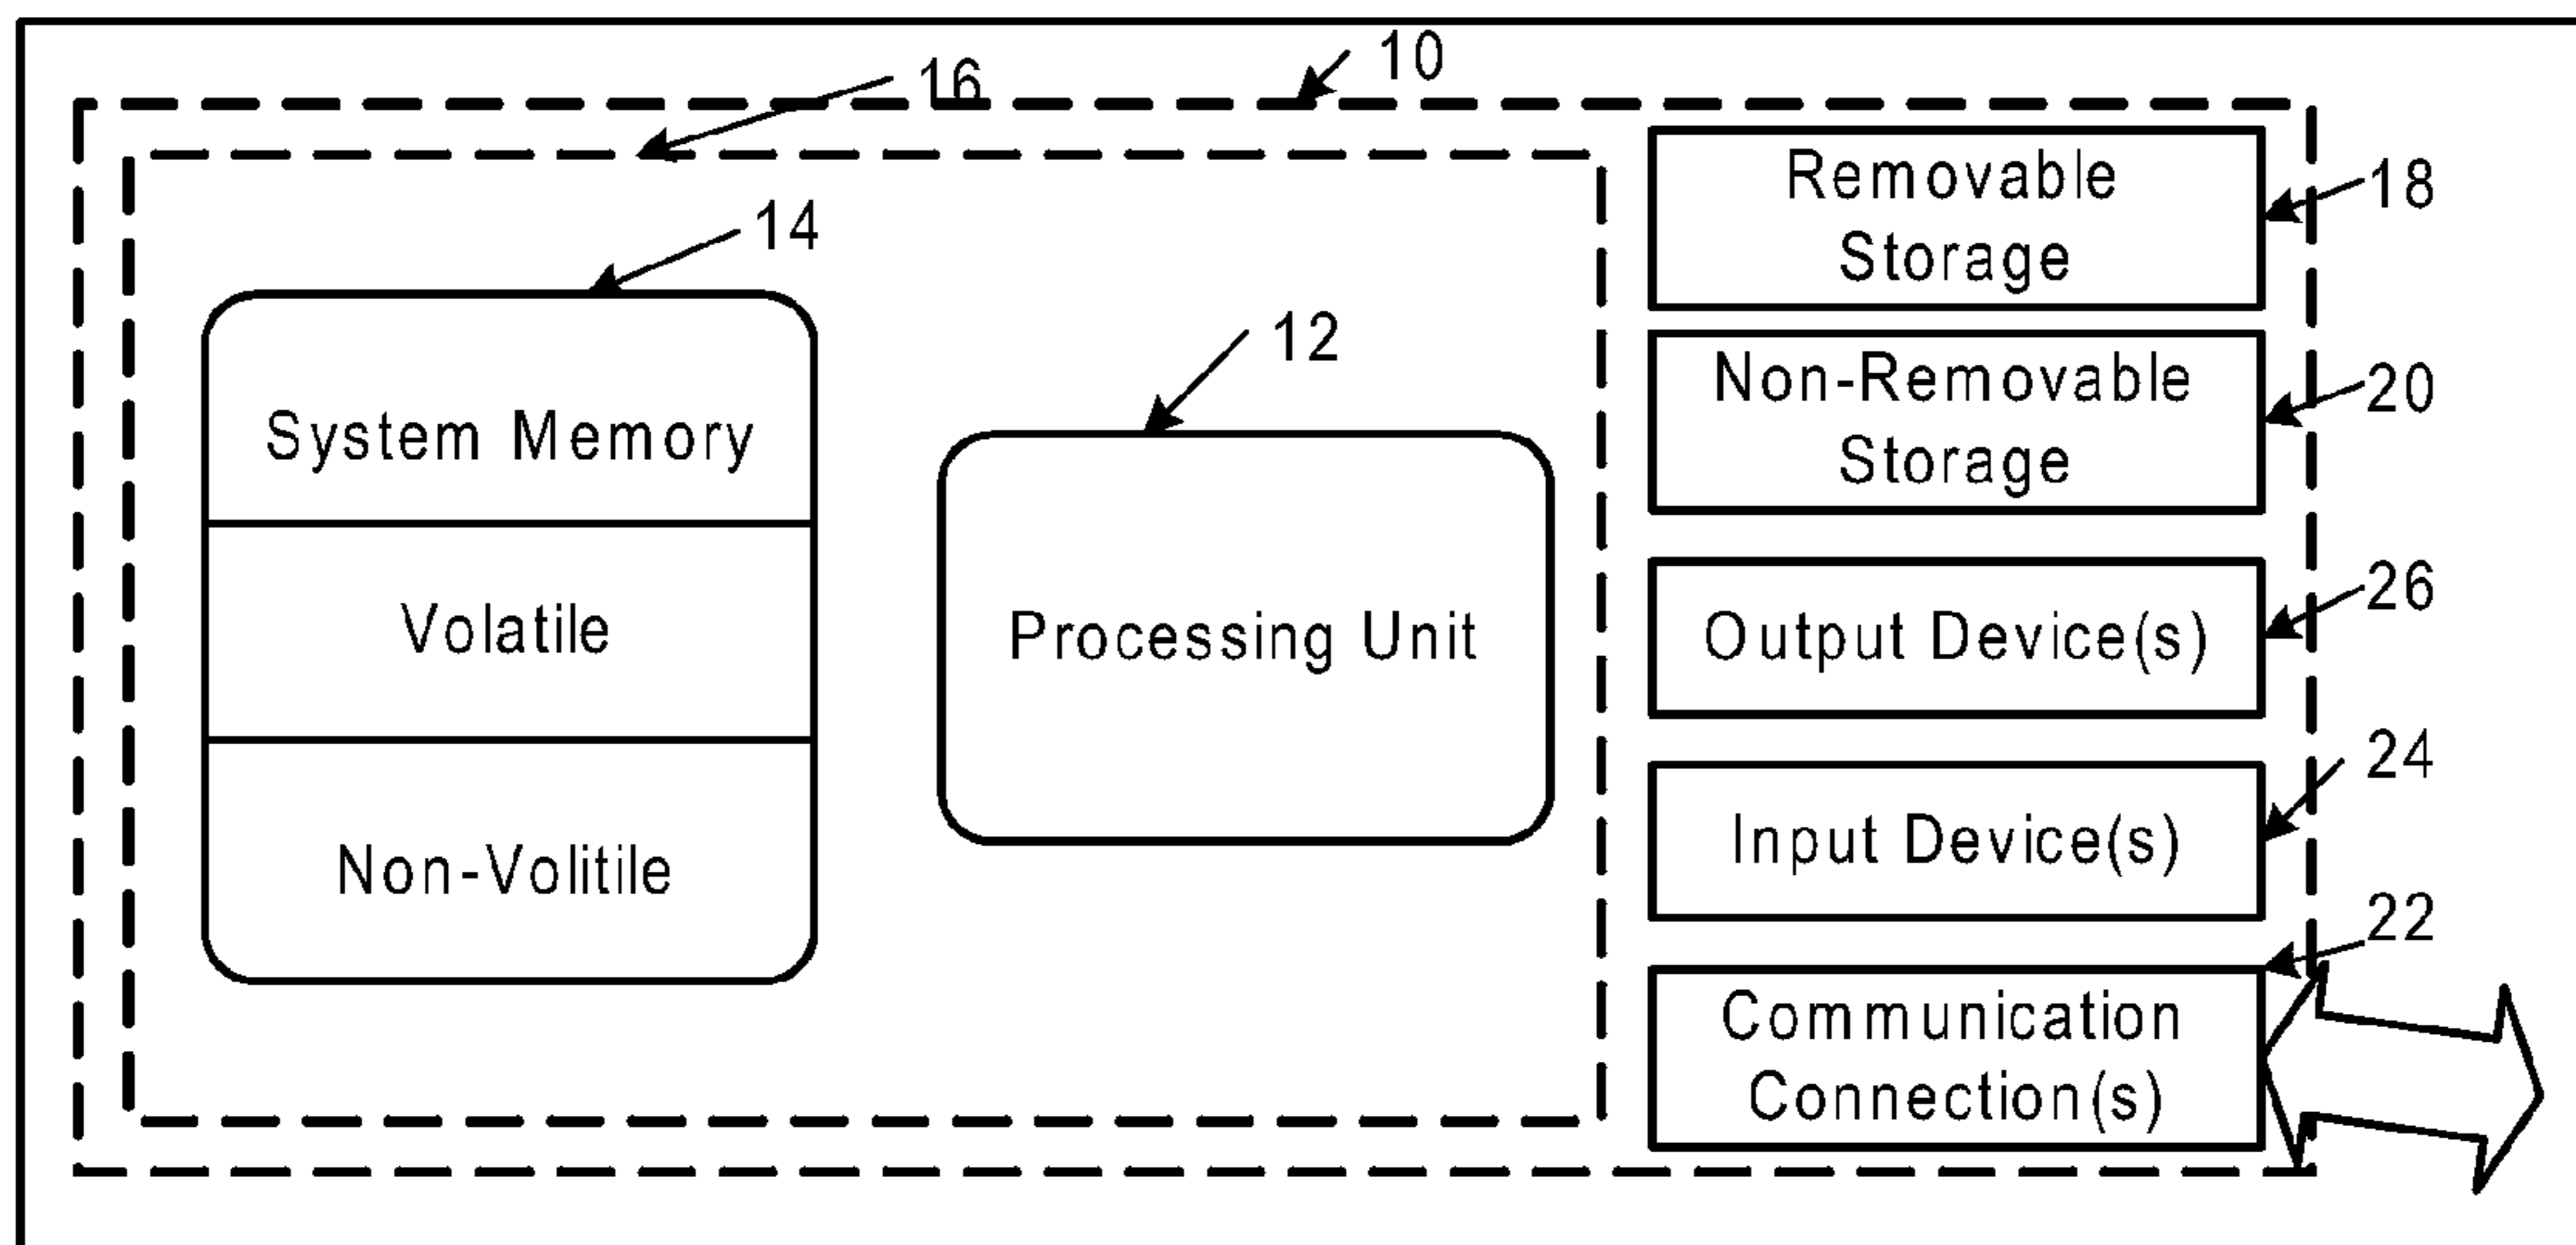 10
16
Removable
Storage
18
14
12
Non-Removable
Storage
20
System Memory
Volatile
Non-Volitile
Processing Unit
Output Device(s)
26
Input Device(s)
24
22
Communication
Connection(s)